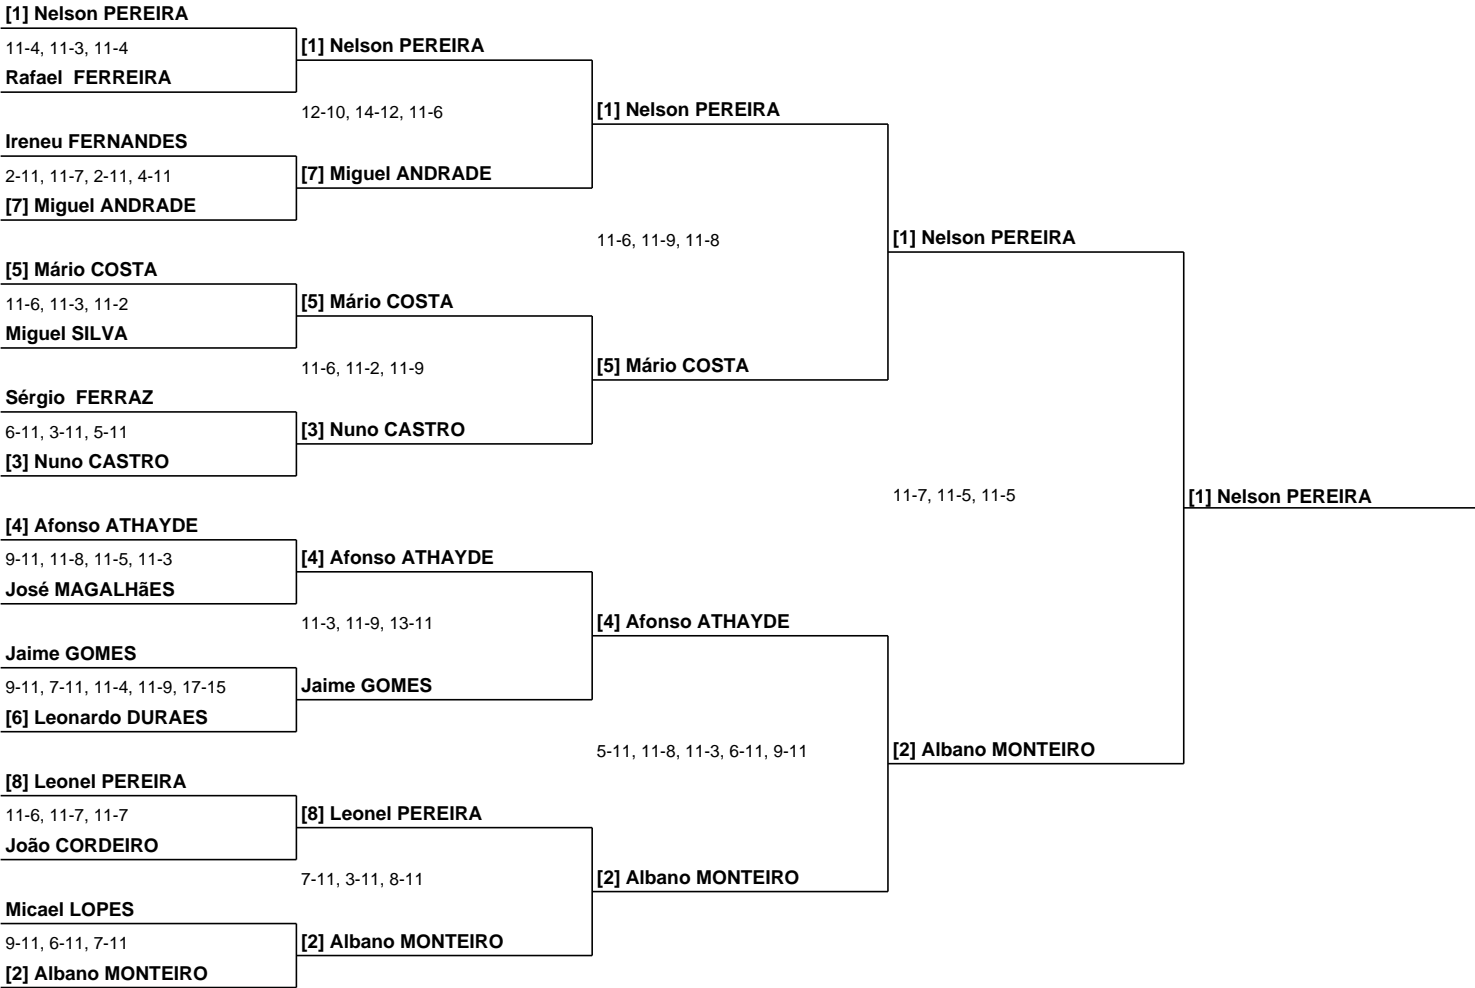 [1] Nelson PEREIRA
11-4, 11-3, 11-4
Rafael  FERREIRA
Ireneu FERNANDES
2-11, 11-7, 2-11, 4-11
[7] Miguel ANDRADE
[5] Mário COSTA
11-6, 11-3, 11-2
Miguel SILVA
Sérgio  FERRAZ
6-11, 3-11, 5-11
[3] Nuno CASTRO
[4] Afonso ATHAYDE
9-11, 11-8, 11-5, 11-3
José MAGALHãES
Jaime GOMES
9-11, 7-11, 11-4, 11-9, 17-15
[6] Leonardo DURAES
[8] Leonel PEREIRA
11-6, 11-7, 11-7
João CORDEIRO
Micael LOPES
9-11, 6-11, 7-11
[2] Albano MONTEIRO
[1] Nelson PEREIRA
12-10, 14-12, 11-6
[7] Miguel ANDRADE
[5] Mário COSTA
11-6, 11-2, 11-9
[3] Nuno CASTRO
[4] Afonso ATHAYDE
11-3, 11-9, 13-11
Jaime GOMES
[8] Leonel PEREIRA
7-11, 3-11, 8-11
[2] Albano MONTEIRO
[1] Nelson PEREIRA
11-6, 11-9, 11-8
[5] Mário COSTA
[4] Afonso ATHAYDE
5-11, 11-8, 11-3, 6-11, 9-11
[2] Albano MONTEIRO
[1] Nelson PEREIRA
11-7, 11-5, 11-5
[2] Albano MONTEIRO
[1] Nelson PEREIRA